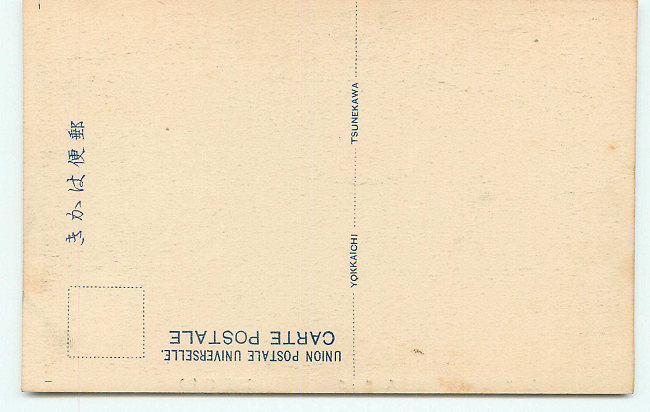 UNION POSTALE UNIVERSELLE.
CARTE POSTALE
郵便はかき
YOKKAICHI TSUNEKAWA